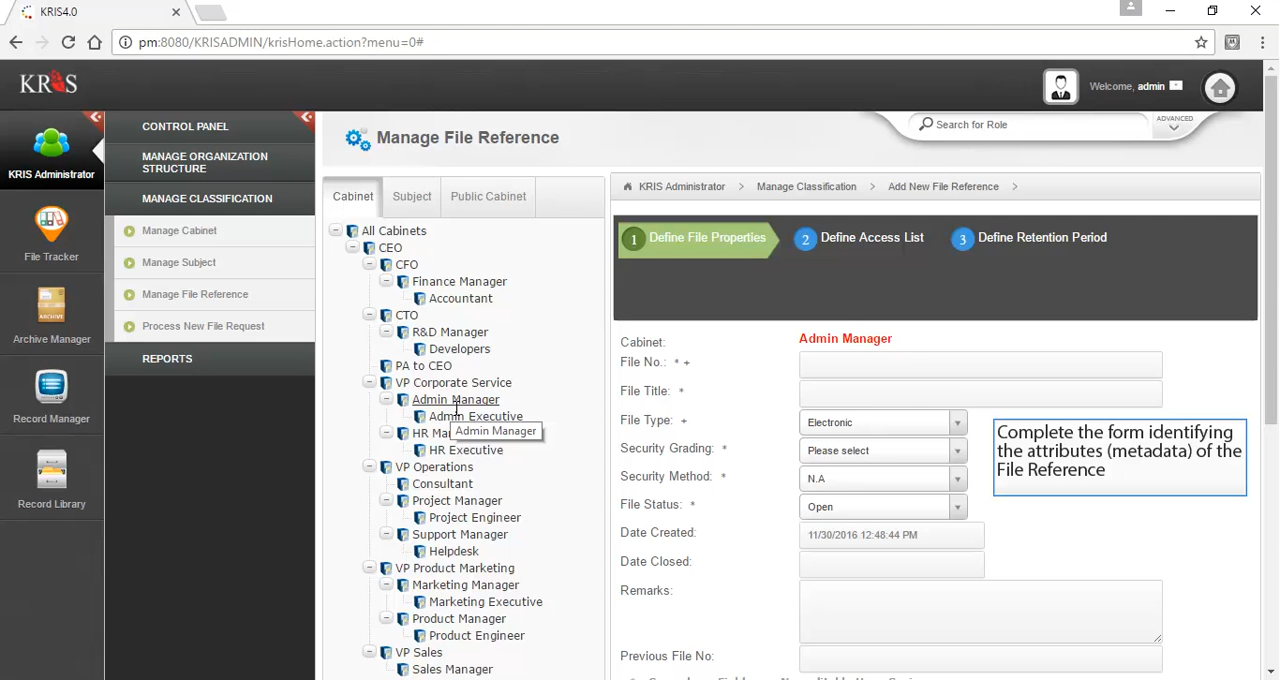 KRIS4.0
pm:8080/KRISADMIN/krisHome.action?menu=0#
KRIS
Welcome, admin
KRIS Administrator
File Tracker
Archive Manager
Record Manager
Record Library
CONTROL PANEL
MANAGE ORGANIZATION
STRUCTURE
MANAGE CLASSIFICATION
Manage Cabinet
Manage Subject
Manage File Reference
Process New File Request
REPORTS
Manage File Reference
Search for Role
ADVANCED
Cabinet
Subject
Public Cabinet
All Cabinets
CEO
CFO
Finance Manager
Accountant
CTO
R&D Manager
Developers
PA to CEO
VP Corporate Service
Admin Manager
Admin Executive
Admin Manager
HR Man
HR Executive
VP Operations
Consultant
Project Manager
Project Engineer
Support Manager
Helpdesk
VP Product Marketing
Marketing Manager
Marketing Executive
Product Manager
Product Engineer
VP Sales
Sales Manager
KRIS Administrator > Manage Classification > Add New File Reference >
1 Define File Properties
2 Define Access List
3 Define Retention Period
Cabinet: Admin Manager
File No.: * +
File Title: *
File Type: + Electronic
Security Grading: * Please select
Security Method: * N.A
File Status: * Open
Date Created: 11/30/2016 12:48:44 PM
Date Closed:
Remarks:
Previous File No:
Complete the form identifying
the attributes (metadata) of the
File Reference